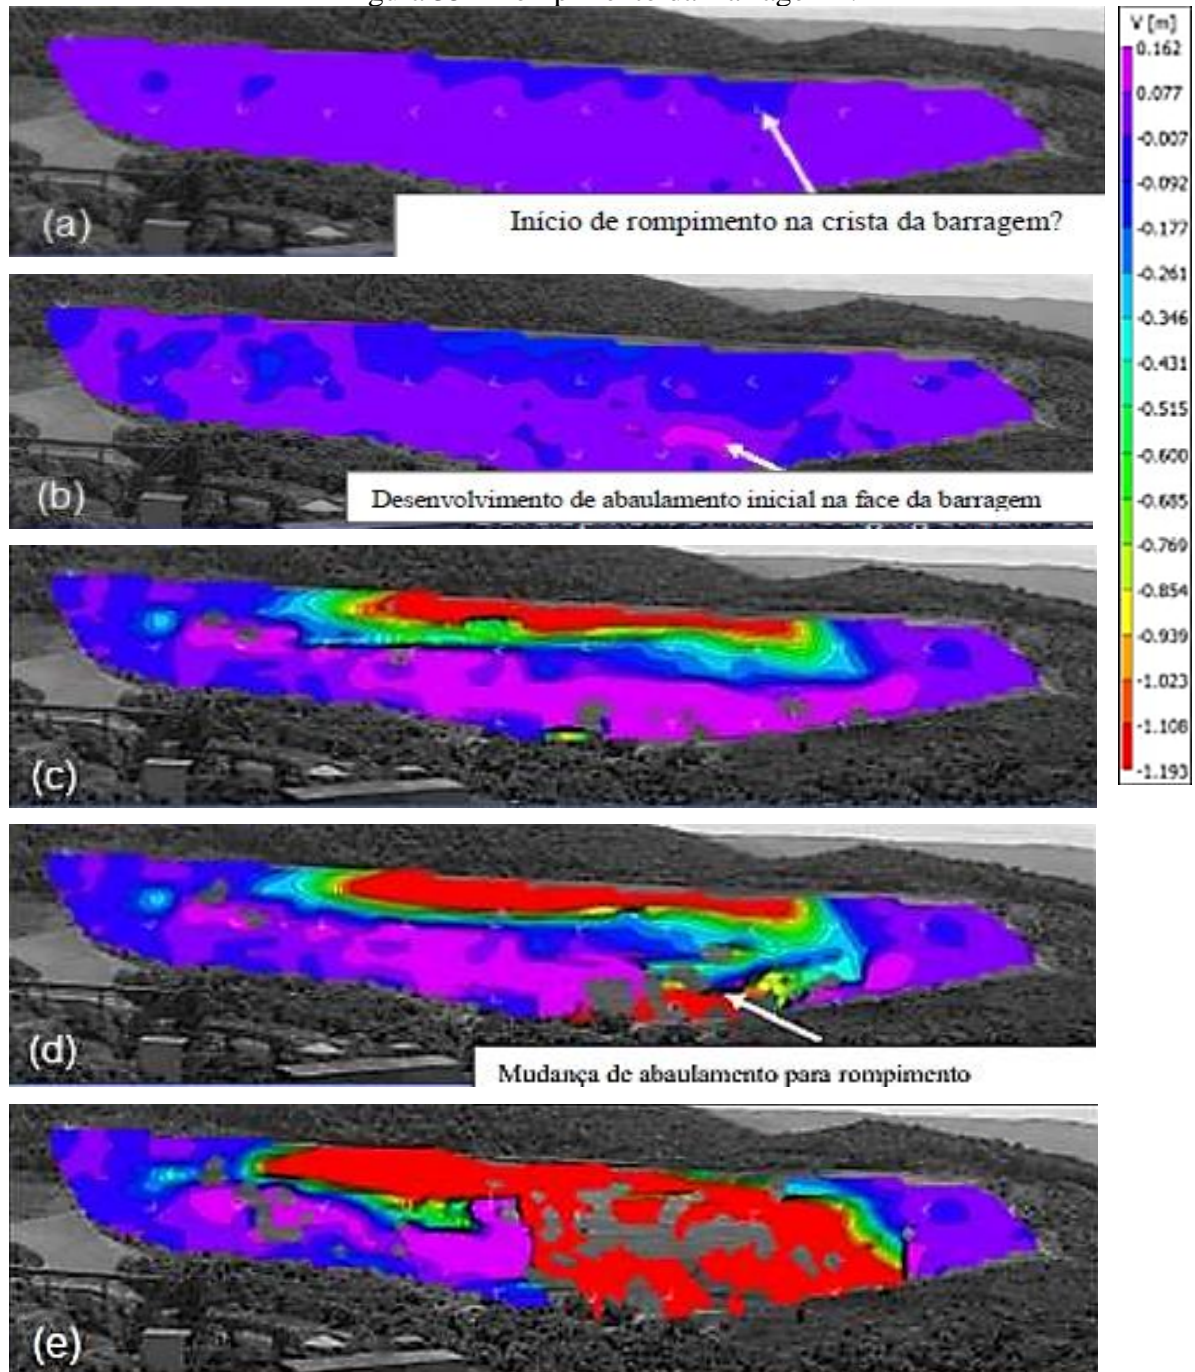 V [m]
0.162
0.077
-0.007
-0.092
-0.177
-0.261
-0.346
-0.431
-0.515
-0.600
-0.685
-0.769
-0.854
-0.939
-1.023
-1.108
-1.193
(a)
Início de rompimento na crista da barragem?
(b)
Desenvolvimento de abaulamento inicial na face da barragem
(c)
(d)
Mudança de abaulamento para rompimento
(e)